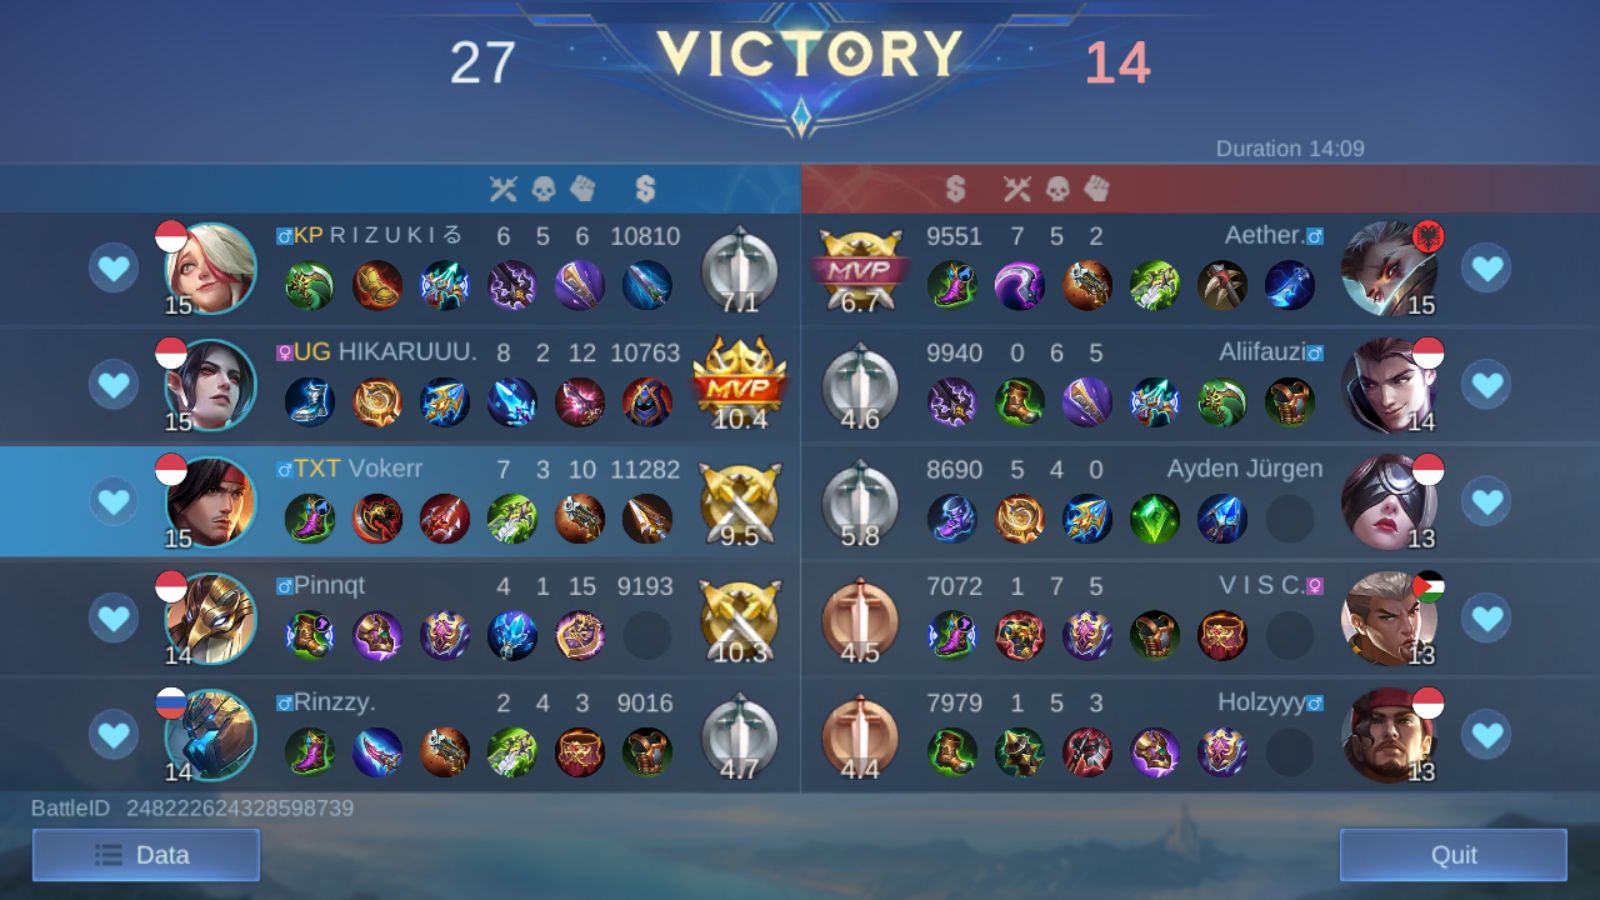 27 VICTORY 14
Duration 14:09
KP R I Z U K I る 6 5 6 10810
15 7.1
UG HIKARUUU. 8 2 12 10763
15 MVP 10.4
TXT Vokerr 7 3 10 11282
15 9.5
Pinnqt 4 1 15 9193
14 10.3
Rinzzy. 2 4 3 9016
14 4.7
9551 7 5 2 Aether.
MVP 6.7 15
9940 0 6 5 Aliifauzi
4.6 14
8690 5 4 0 Ayden Jürgen
5.8 13
7072 1 7 5 V I S C.
4.5 13
7979 1 5 3 Holzyyy
4.4 13
BattleID 248222624328598739
Data Quit